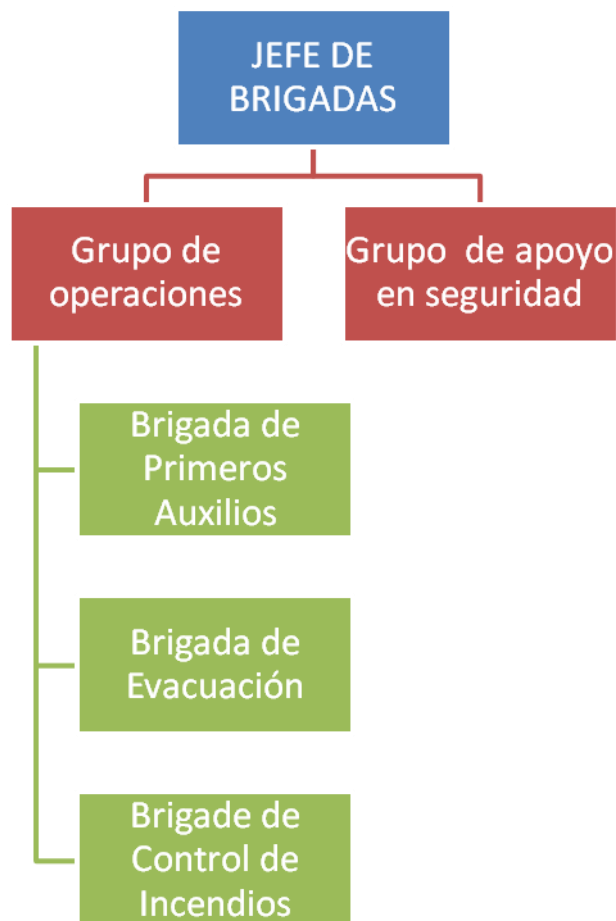 JEFE DE
BRIGADAS
Grupo de
operaciones
Grupo de apoyo
en seguridad
Brigada de
Primeros
Auxilios
Brigada de
Evacuación
Brigade de
Control de
Incendios